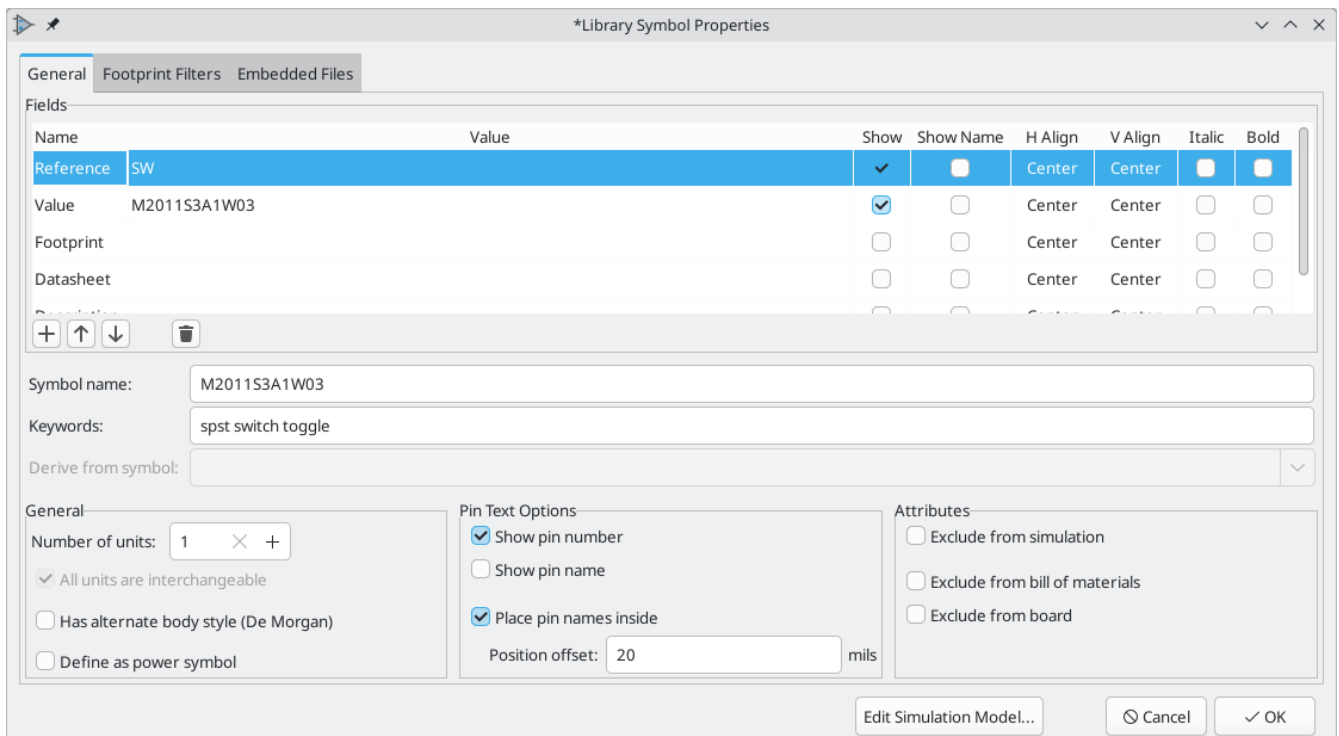 *Library Symbol Properties
General Footprint Filters Embedded Files
Fields
Name Value Show Show Name H Align V Align Italic Bold
Reference SW Center Center
Value M2011S3A1W03 Center Center
Footprint Center Center
Datasheet Center Center
Symbol name: M2011S3A1W03
Keywords: spst switch toggle
Derive from symbol:
General
Number of units: 1
All units are interchangeable
Has alternate body style (De Morgan)
Define as power symbol
Pin Text Options
Show pin number
Show pin name
Place pin names inside
Position offset: 20 mils
Attributes
Exclude from simulation
Exclude from bill of materials
Exclude from board
Edit Simulation Model... Cancel OK